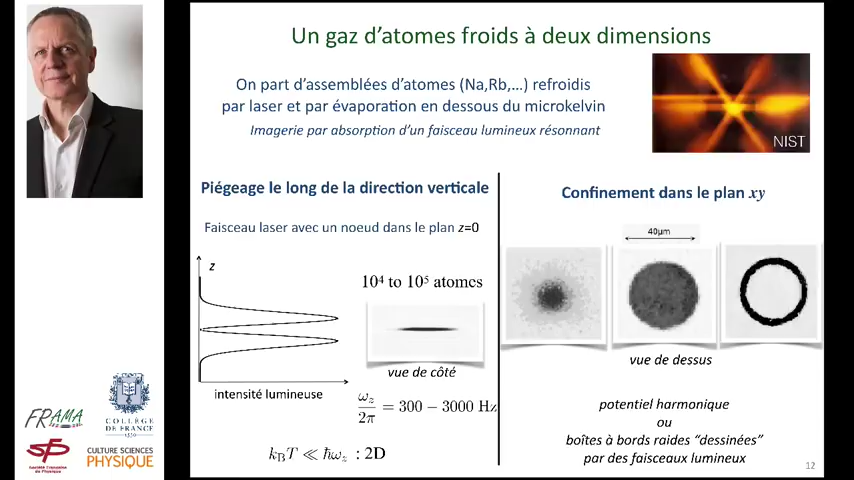 Un gaz d'atomes froids à deux dimensions
On part d'assemblées d'atomes (Na,Rb,...) refroidis
par laser et par évaporation en dessous du microkelvin
Imagerie par absorption d'un faisceau lumineux résonnant
NIST
Piégeage le long de la direction verticale
Faisceau laser avec un noeud dans le plan z=0
z
intensité lumineuse
10⁴ to 10⁵ atomes
vue de côté
ω_z/2π = 300 − 3000 Hz
k_B T ≪ ℏω_z : 2D
Confinement dans le plan xy
40μm
vue de dessus
potentiel harmonique
ou
boîtes à bords raides "dessinées"
par des faisceaux lumineux
12
FRAMA
COLLÈGE
DE FRANCE
1530
sfp
Société Française
de Physique
CULTURE SCIENCES
PHYSIQUE